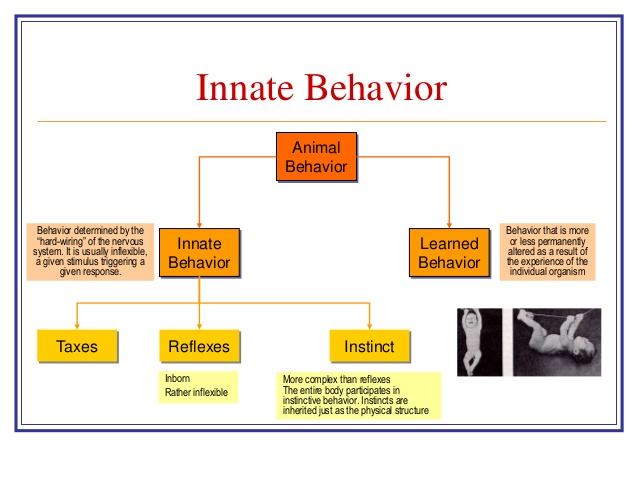 Innate Behavior
Animal
Behavior
Behavior determined by the
“hard-wiring” of the nervous
system. It is usually inflexible,
a given stimulus triggering a
given response.
Innate
Behavior
Learned
Behavior
Behavior that is more
or less permanently
altered as a result of
the experience of the
individual organism
Taxes
Reflexes
Instinct
Inborn
Rather inflexible
More complex than reflexes
The entire body participates in
instinctive behavior. Instincts are
inherited just as the physical structure